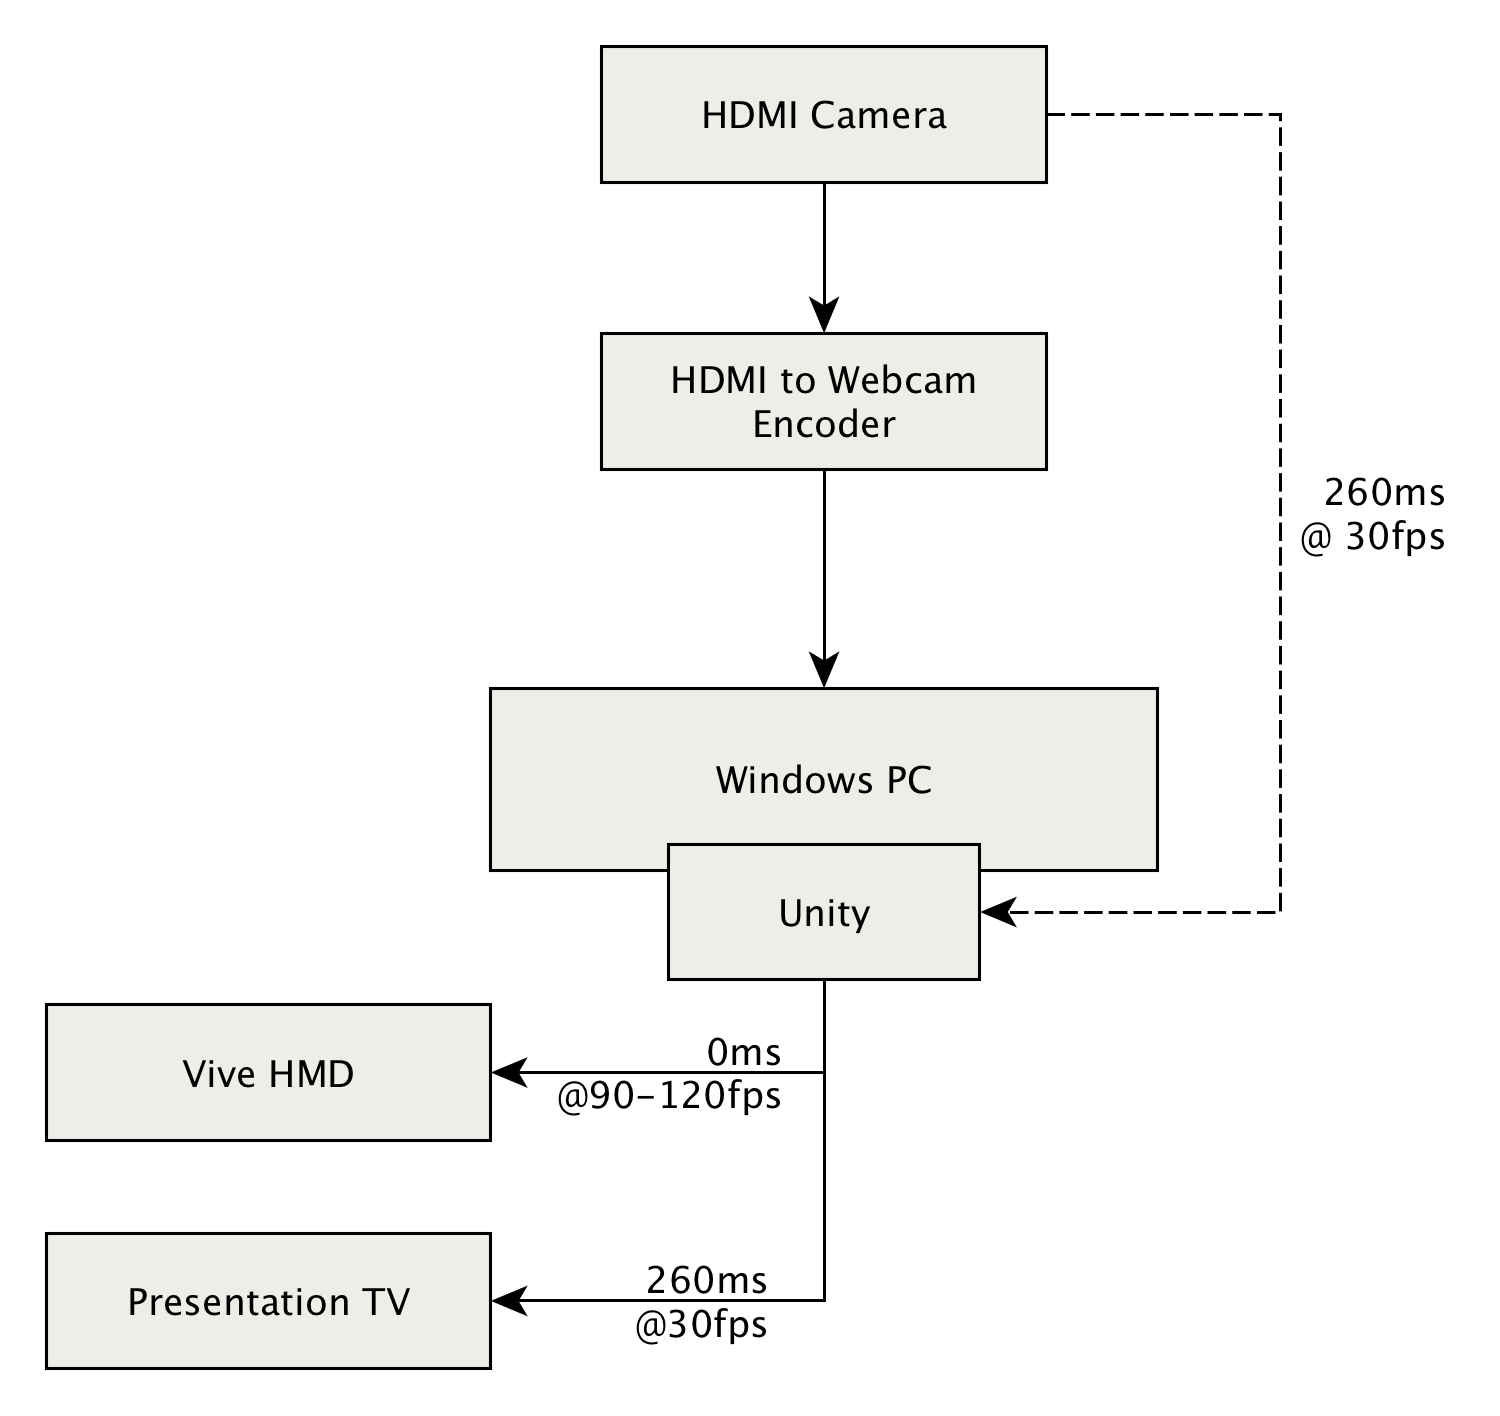 HDMI Camera
HDMI to Webcam
Encoder
260ms
@ 30fps
Windows PC
Unity
Vive HMD
0ms
@90–120fps
Presentation TV
260ms
@30fps